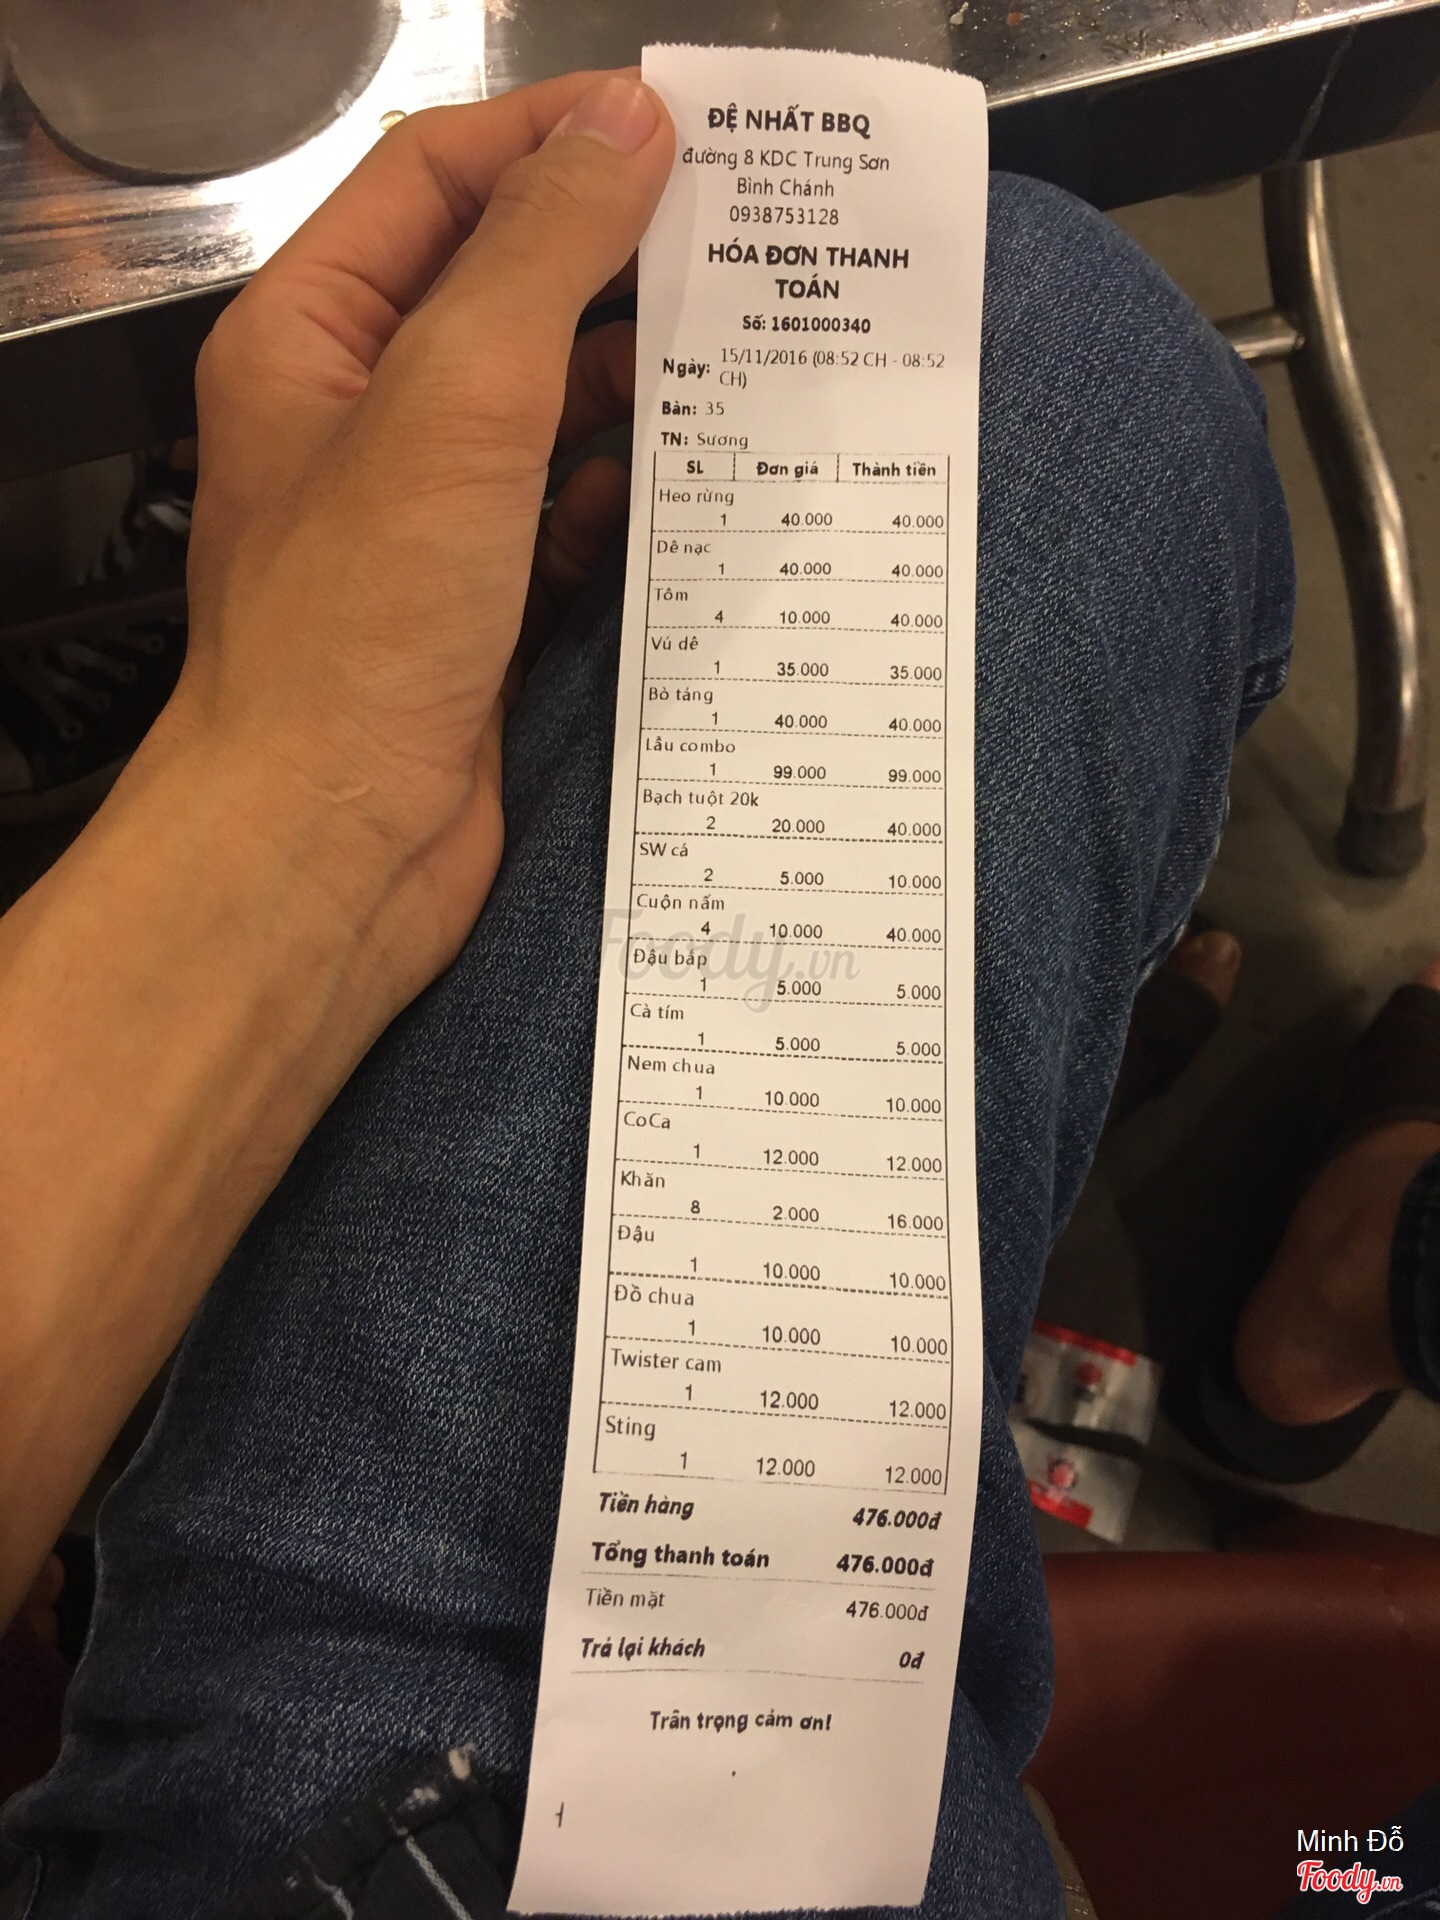 ĐỆ NHẤT BBQ
đường 8 KDC Trung Sơn
Bình Chánh
0938753128
HÓA ĐƠN THANH
TOÁN
Số: 1601000340
Ngày: 15/11/2016 (08:52 CH - 08:52
CH)
Bàn: 35
TN: Sương
SL Đơn giá Thành tiền
Heo rừng
1 40.000 40.000
Dê nạc
1 40.000 40.000
Tôm
4 10.000 40.000
Vú dê
1 35.000 35.000
Bò tảng
1 40.000 40.000
Lẩu combo
1 99.000 99.000
Bạch tuột 20k
2 20.000 40.000
SW cá
2 5.000 10.000
Cuộn nấm
4 10.000 40.000
Đậu bắp
1 5.000 5.000
Cà tím
1 5.000 5.000
Nem chua
1 10.000 10.000
CoCa
1 12.000 12.000
Khăn
8 2.000 16.000
Đậu
1 10.000 10.000
Đồ chua
1 10.000 10.000
Twister cam
1 12.000 12.000
Sting
1 12.000 12.000
Tiền hàng 476.000đ
Tổng thanh toán 476.000đ
Tiền mặt 476.000đ
Trả lại khách 0đ
Trân trọng cảm ơn!
Foody.vn
Minh Đỗ
Foody.vn